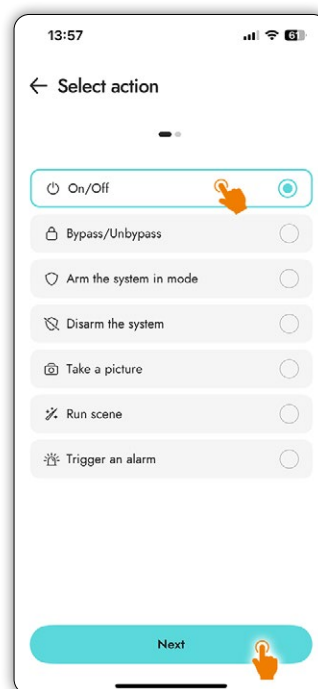 13:57
61
Select action
On/Off
Bypass/Unbypass
Arm the system in mode
Disarm the system
Take a picture
Run scene
Trigger an alarm
Next